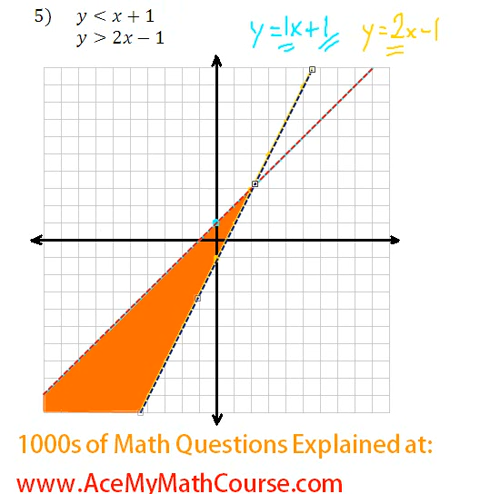 5) y < x + 1 y=1x+1 y=2x-1
y > 2x − 1
1000s of Math Questions Explained at:
www.AceMyMathCourse.com